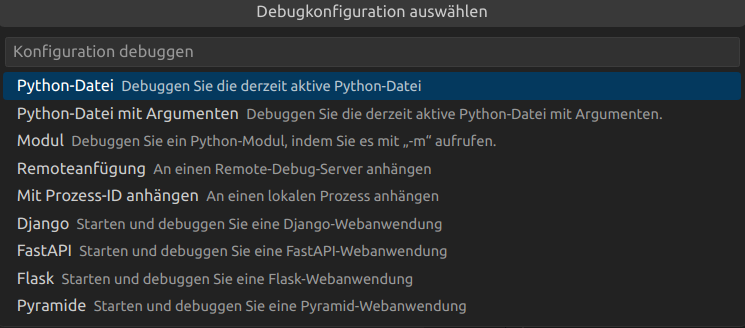 Debugkonfiguration auswählen
Konfiguration debuggen
Python-Datei Debuggen Sie die derzeit aktive Python-Datei
Python-Datei mit Argumenten Debuggen Sie die derzeit aktive Python-Datei mit Argumenten.
Modul Debuggen Sie ein Python-Modul, indem Sie es mit „-m“ aufrufen.
Remoteanfügung An einen Remote-Debug-Server anhängen
Mit Prozess-ID anhängen An einen lokalen Prozess anhängen
Django Starten und debuggen Sie eine Django-Webanwendung
FastAPI Starten und debuggen Sie eine FastAPI-Webanwendung
Flask Starten und debuggen Sie eine Flask-Webanwendung
Pyramide Starten und debuggen Sie eine Pyramid-Webanwendung